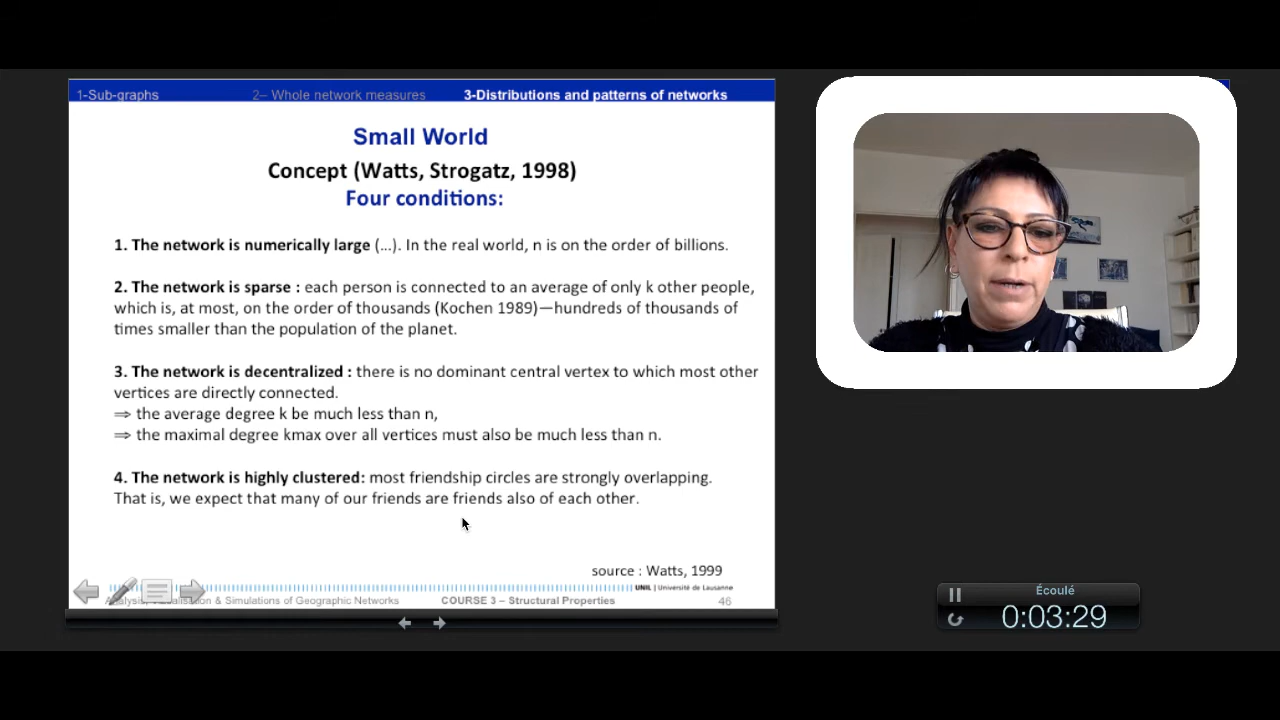 1-Sub-graphs 2– Whole network measures 3-Distributions and patterns of networks
Small World
Concept (Watts, Strogatz, 1998)
Four conditions:
1. The network is numerically large (...). In the real world, n is on the order of billions.
2. The network is sparse : each person is connected to an average of only k other people,
which is, at most, on the order of thousands (Kochen 1989)—hundreds of thousands of
times smaller than the population of the planet.
3. The network is decentralized : there is no dominant central vertex to which most other
vertices are directly connected.
⇒ the average degree k be much less than n,
⇒ the maximal degree kmax over all vertices must also be much less than n.
4. The network is highly clustered: most friendship circles are strongly overlapping.
That is, we expect that many of our friends are friends also of each other.
source : Watts, 1999
UNIL | Université de Lausanne
& Simulations of Geographic Networks COURSE 3 – Structural Properties 46
Écoulé
0:03:29